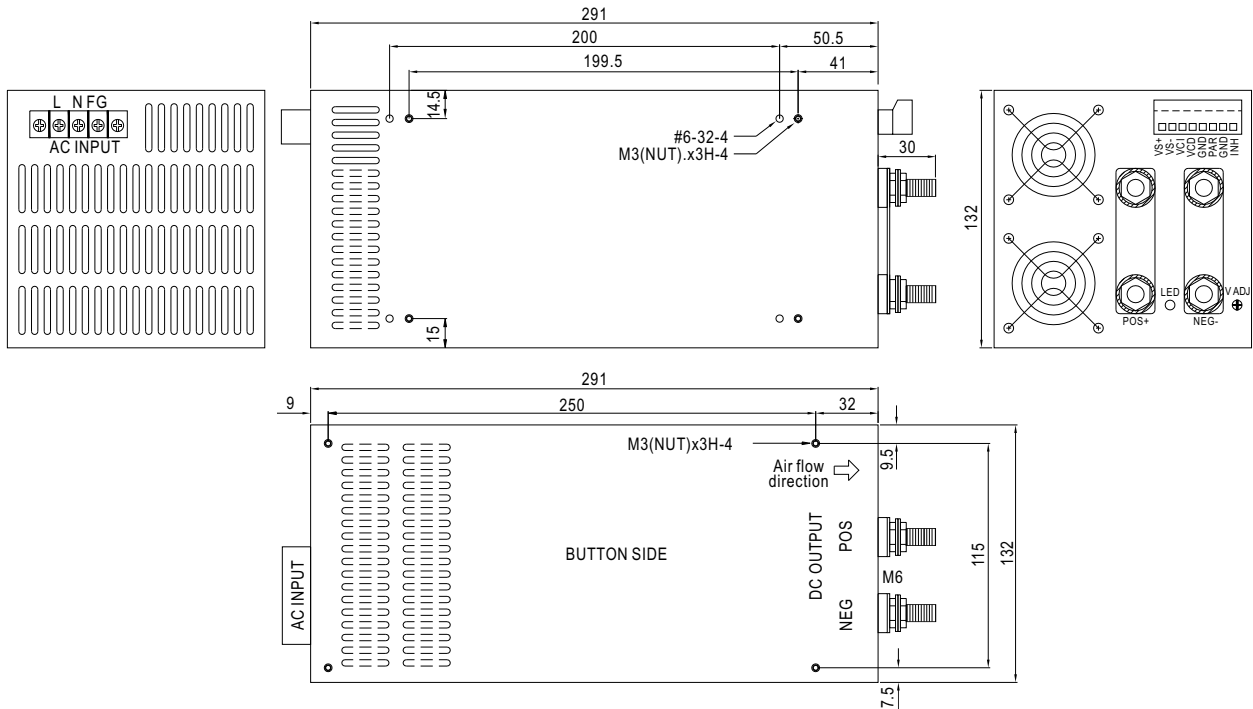 291
200
50.5
199.5
41
14.5
L N FG
AC INPUT
#6-32-4
M3(NUT).x3H-4
30
15
132
VS+
VS-
VCI
VCD
GND
PAR
GND
INH
LED
V ADJ
POS+
NEG-
291
9
250
32
M3(NUT)x3H-4
9.5
Air flow
direction
AC INPUT
BUTTON SIDE
DC OUTPUT
POS
NEG
M6
115
132
7.5